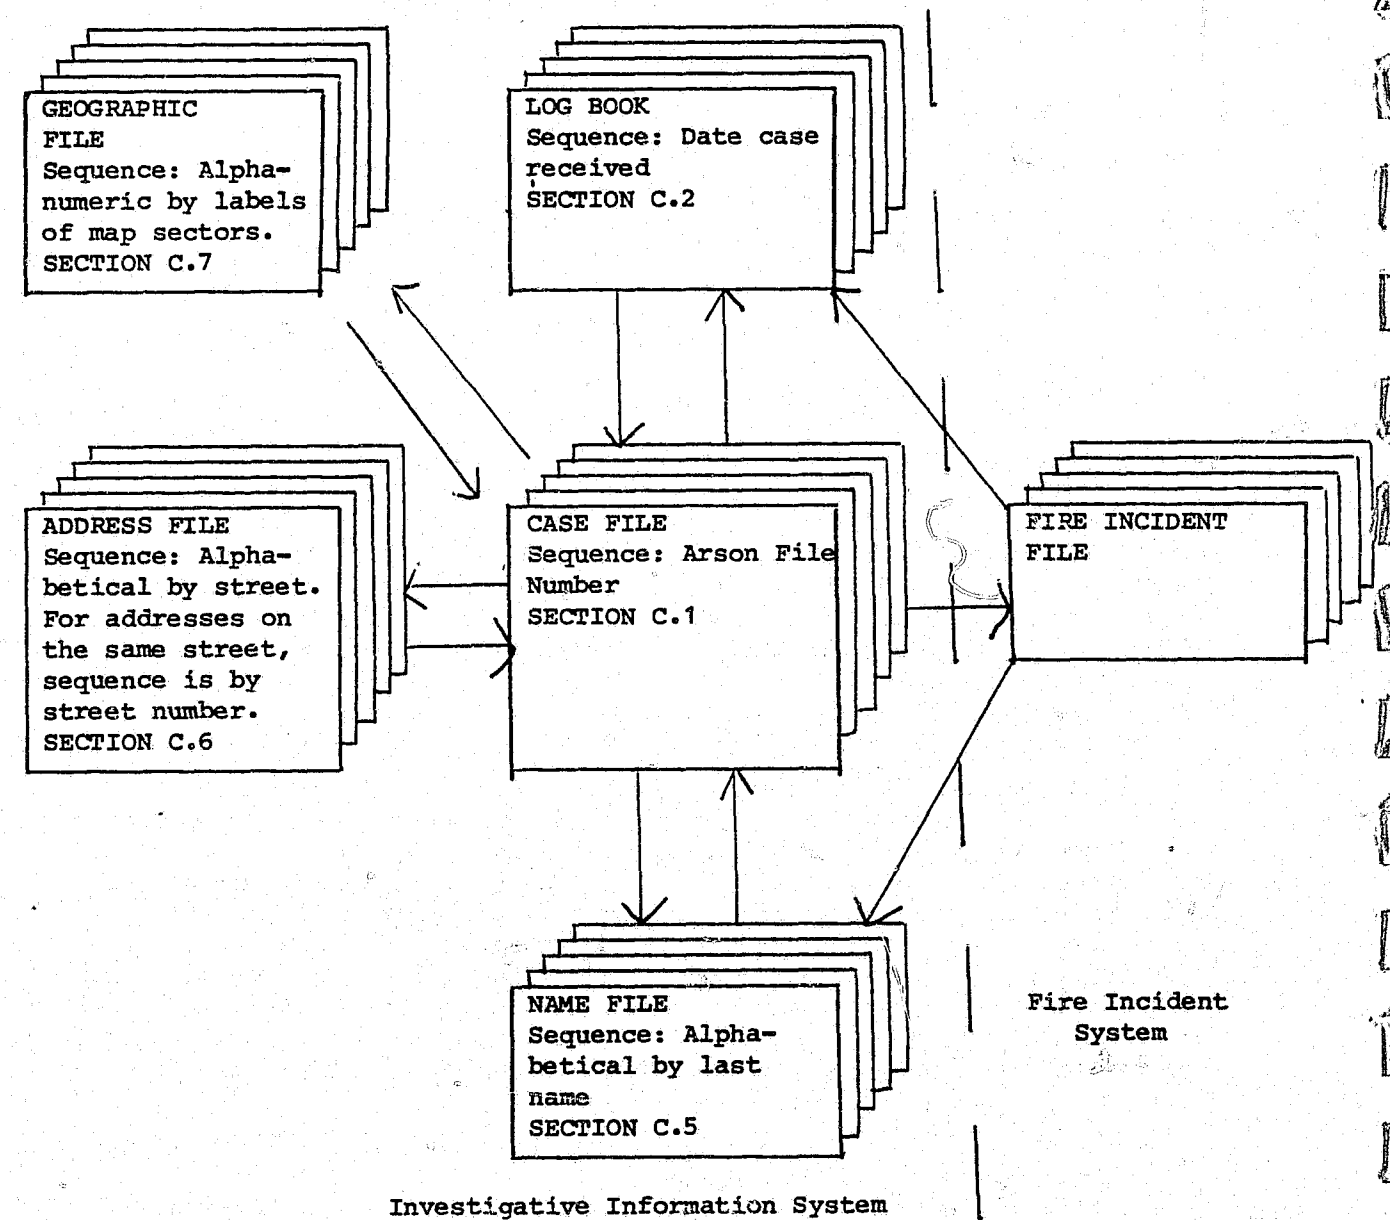 GEOGRAPHIC
FILE
Sequence: Alpha-
numeric by labels
of map sectors.
SECTION C.7
LOG BOOK
Sequence: Date case
received
SECTION C.2
ADDRESS FILE
Sequence: Alpha-
betical by street.
For addresses on
the same street,
sequence is by
street number.
SECTION C.6
CASE FILE
Sequence: Arson File
Number
SECTION C.1
FIRE INCIDENT
FILE
NAME FILE
Sequence: Alpha-
betical by last
name
SECTION C.5
Fire Incident
System
Investigative Information System